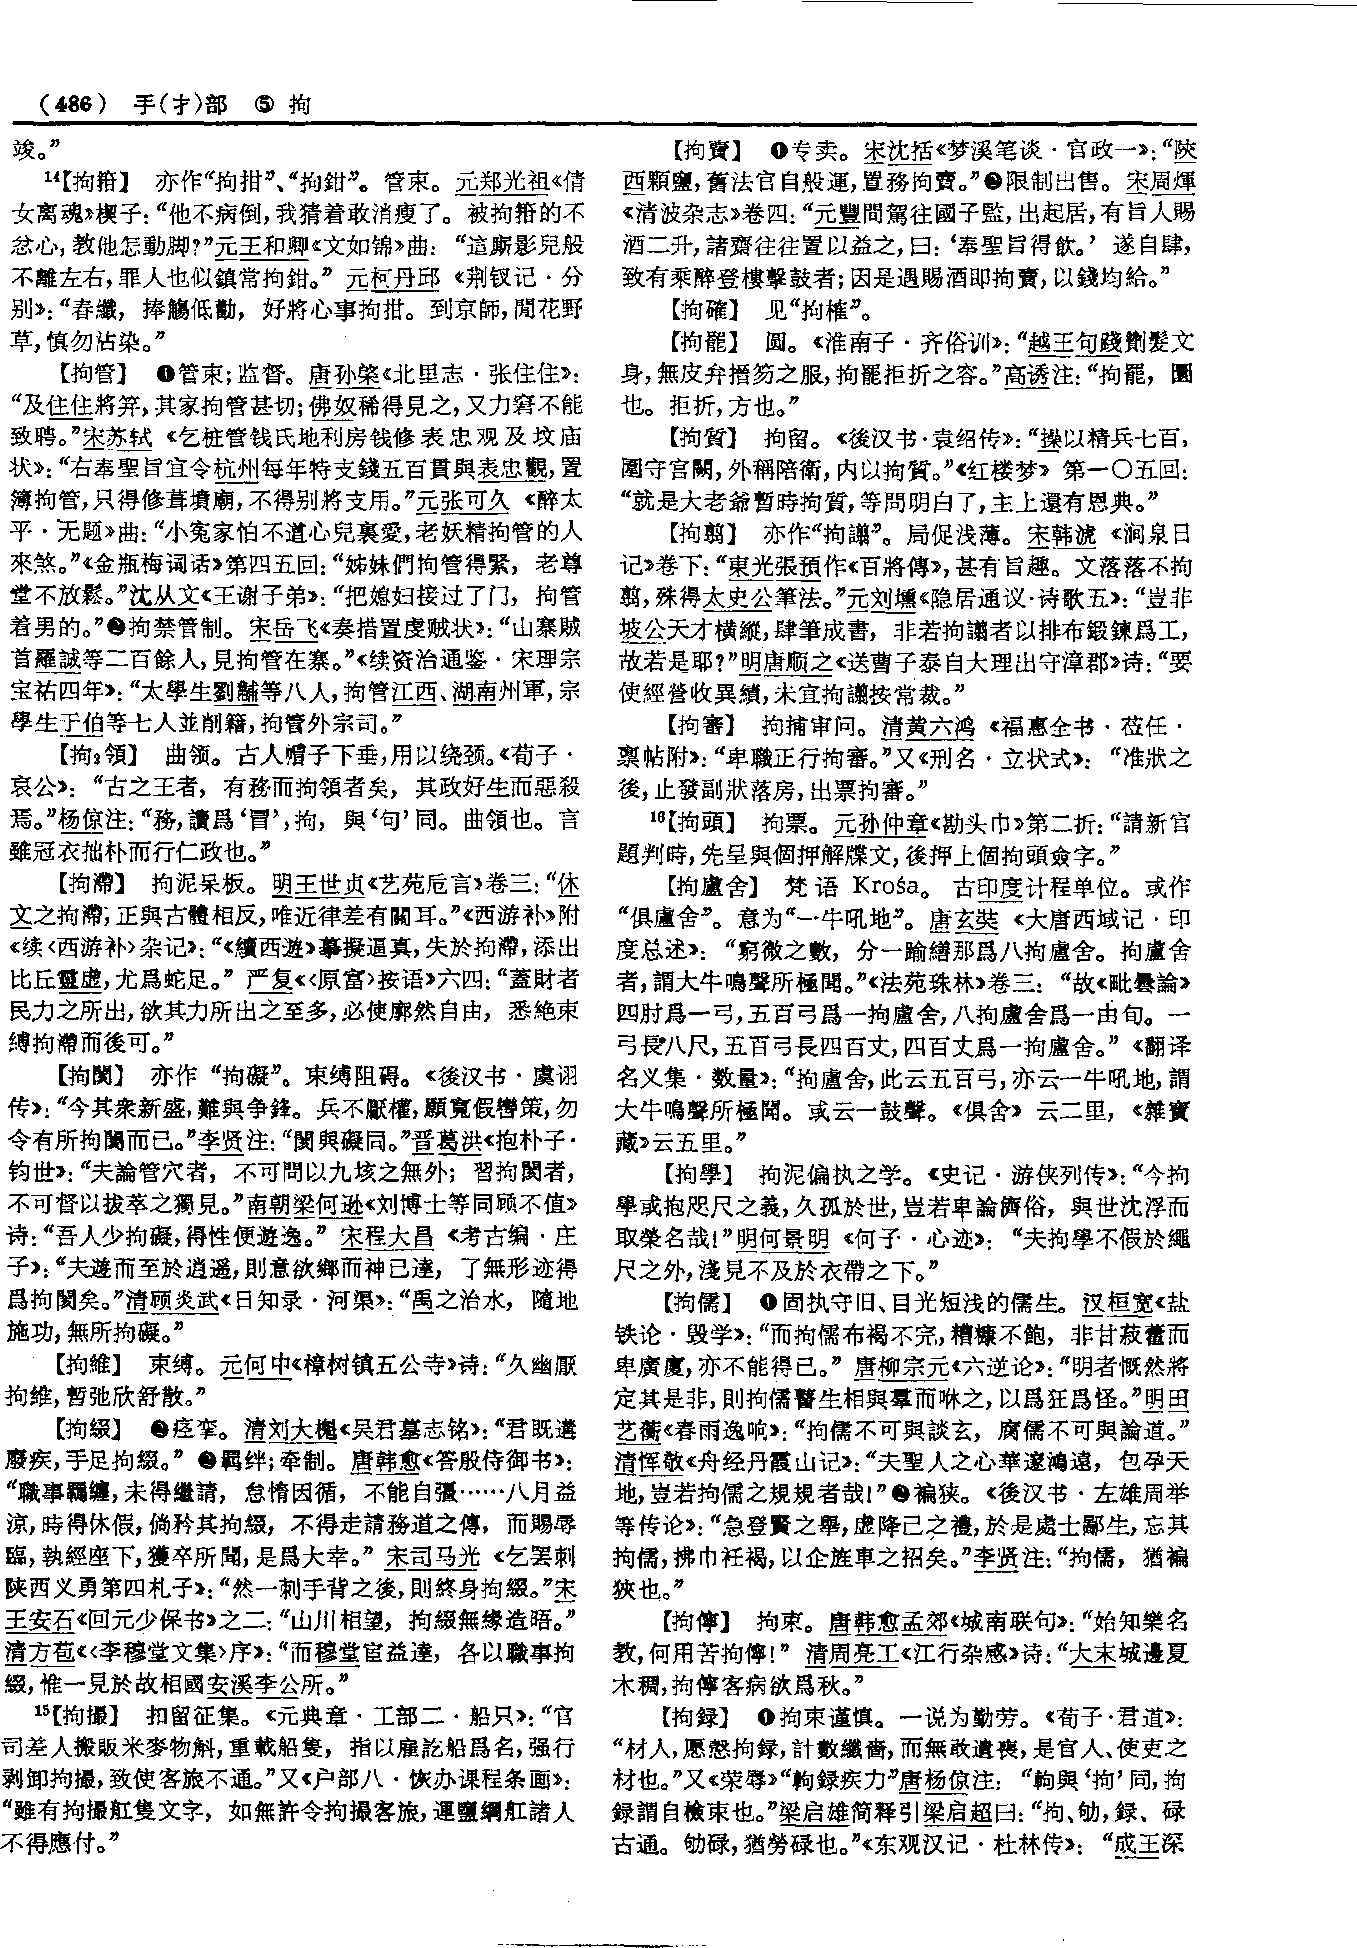 (486) 手(扌)部 ⑤ 拘
竣。”
¹⁴【拘箝】 亦作“拘拑”、“拘鉗”。管束。元郑光祖《倩
女离魂》楔子：“他不病倒，我猜着敢消瘦了。被拘箝的不
忿心，教他怎動脚？”元王和卿《文如锦》曲：“這厮影兒般
不離左右，罪人也似鎮常拘鉗。”元柯丹邱《荆钗记·分
别》：“舂纖，捧觴低勸，好將心事拘拑。到京師，閒花野
草，慎勿沾染。”
【拘管】 ❶管束；监督。唐孙棨《北里志·张住住》：
“及住住將笄，其家拘管甚切；佛奴稀得見之，又力窘不能
致聘。”宋苏轼《乞桩管钱氏地利房钱修表忠观及坟庙
状》：“右奉聖旨宜令杭州每年特支錢五百貫與表忠觀，置
簿拘管，只得修葺墳廟，不得别將支用。”元张可久《醉太
平·无题》曲：“小寃家怕不道心兒裏愛，老妖精拘管的人
來煞。”《金瓶梅词话》第四五回：“姊妹們拘管得緊，老尊
堂不放鬆。”沈从文《王谢子弟》：“把媳妇接过了门，拘管
着男的。”❷拘禁管制。宋岳飞《奏措置虔贼状》：“山寨賊
首羅誠等二百餘人，見拘管在寨。”《续资治通鉴·宋理宗
宝祐四年》：“太學生劉黼等八人，拘管江西、湖南州軍，宗
學生于伯等七人並削籍，拘管外宗司。”
【拘₂領】 曲领。古人帽子下垂，用以绕颈。《荀子·
哀公》：“古之王者，有務而拘領者矣，其政好生而惡殺
焉。”杨倞注：“務，讀爲‘冒’，拘，與‘句’同。曲領也。言
雖冠衣拙朴而行仁政也。”
【拘滯】 拘泥呆板。明王世贞《艺苑卮言》卷三：“休
文之拘滯；正與古體相反，唯近律差有關耳。”《西游补》附
《续〈西游补〉杂记》：“《續西遊》摹擬逼真，失於拘滯，添出
比丘靈虚，尤爲蛇足。”严复《〈原富〉按语》六四：“蓋財者
民力之所出，欲其力所出之至多，必使廓然自由，悉絶束
縛拘滯而後可。”
【拘閡】 亦作“拘礙”。束缚阻碍。《後汉书·虞诩
传》：“今其衆新盛，難與争鋒。兵不厭權，願寬假轡策，勿
令有所拘閡而已。”李贤注：“閡與礙同。”晋葛洪《抱朴子·
钧世》：“夫論管穴者，不可問以九垓之無外；習拘閡者，
不可督以拔萃之獨見。”南朝梁何逊《刘博士等同顾不值》
诗：“吾人少拘礙，得性便遊逸。”宋程大昌《考古编·庄
子》：“夫遊而至於逍遥，則意欲鄉而神已達，了無形迹得
爲拘閡矣。”清顾炎武《日知录·河渠》：“禹之治水，隨地
施功，無所拘礙。”
【拘維】 束缚。元何中《樟树镇五公寺》诗：“久幽厭
拘維，暫弛欣舒散。”
【拘綴】 ❷痉挛。清刘大櫆《吴君墓志铭》：“君既遘
廢疾，手足拘綴。”❷羁绊；牵制。唐韩愈《答殷侍御书》：
“職事羈纏，未得繼請，怠惰因循，不能自彊……八月益
涼，時得休假，倘矜其拘綴，不得走請務道之傳，而賜辱
臨，執經座下，獲卒所聞，是爲大幸。”宋司马光《乞罢刺
陕西义勇第四札子》：“然一刺手背之後，則終身拘綴。”宋
王安石《回元少保书》之二：“山川相望，拘綴無緣造晤。”
清方苞《〈李穆堂文集〉序》：“而穆堂宦益達，各以職事拘
綴，惟一見於故相國安溪李公所。”
¹⁵【拘撮】 扣留征集。《元典章·工部二·船只》：“官
司差人搬販米麥物斛，重載船隻，指以雇訖船爲名，强行
剥卸拘撮，致使客旅不通。”又《户部八·恢办课程条画》：
“雖有拘撮舡隻文字，如無許令拘撮客旅，運鹽綱舡諸人
不得應付。”
【拘賣】 ❶专卖。宋沈括《梦溪笔谈·官政一》：“陝
西顆鹽，舊法官自般運，置務拘賣。”❷限制出售。宋周煇
《清波杂志》卷四：“元豐間駕往國子監，出起居，有旨人賜
酒二升，諸齋往往置以益之，曰：‘奉聖旨得飲。’遂自肆，
致有乘醉登樓擊鼓者；因是遇賜酒即拘賣，以錢均給。”
【拘確】 见“拘榷”。
【拘罷】 圆。《淮南子·齐俗训》：“越王句踐劗髮文
身，無皮弁搢笏之服，拘罷拒折之容。”高诱注：“拘罷，圜
也。拒折，方也。”
【拘質】 拘留。《後汉书·袁绍传》：“操以精兵七百，
圍守宫闕，外稱陪衛，内以拘質。”《红楼梦》第一〇五回：
“就是大老爺暫時拘質，等問明白了，主上還有恩典。”
【拘翦】 亦作“拘譾”。局促浅薄。宋韩淲《涧泉日
记》卷下：“東光張預作《百將傳》，甚有旨趣。文落落不拘
翦，殊得太史公筆法。”元刘壎《隐居通议·诗歌五》：“豈非
坡公天才横縱，肆筆成書，非若拘譾者以排布鍛鍊爲工，
故若是耶？”明唐顺之《送曹子泰自大理出守漳郡》诗：“要
使經營收異績，未宜拘譾按常裁。”
【拘審】 拘捕审问。清黄六鸿《福惠全书·莅任·
禀帖附》：“卑職正行拘審。”又《刑名·立状式》：“准狀之
後，止發副狀落房，出票拘審。”
¹⁶【拘頭】 拘票。元孙仲章《勘头巾》第二折：“請新官
題判時，先呈與個押解牒文，後押上個拘頭僉字。”
【拘盧舍】 梵语 Krośa。古印度计程单位。或作
“俱盧舍”。意为“一牛吼地”。唐玄奘《大唐西域记·印
度总述》：“窮微之數，分一踰繕那爲八拘盧舍。拘盧舍
者，謂大牛鳴聲所極聞。”《法苑珠林》卷三：“故《毗曇論》
四肘爲一弓，五百弓爲一拘盧舍，八拘盧舍爲一由旬。一
弓長八尺，五百弓長四百丈，四百丈爲一拘盧舍。”《翻译
名义集·数量》：“拘盧舍，此云五百弓，亦云一牛吼地，謂
大牛鳴聲所極聞。或云一鼓聲。《俱舍》云二里，《雜寶
藏》云五里。”
【拘學】 拘泥偏执之学。《史记·游侠列传》：“今拘
學或抱咫尺之義，久孤於世，豈若卑論儕俗，與世沈浮而
取榮名哉！”明何景明《何子·心迹》：“夫拘學不假於繩
尺之外，淺見不及於衣帶之下。”
【拘儒】 ❶固执守旧、目光短浅的儒生。汉桓宽《盐
铁论·毁学》：“而拘儒布褐不完，糟糠不飽，非甘菽藿而
卑廣廈，亦不能得已。”唐柳宗元《六逆论》：“明者慨然將
定其是非，則拘儒瞽生相與羣而咻之，以爲狂爲怪。”明田
艺蘅《春雨逸响》：“拘儒不可與談玄，腐儒不可與論道。”
清恽敬《舟经丹霞山记》：“夫聖人之心華邃鴻遠，包孕天
地，豈若拘儒之規規者哉！”❷褊狭。《後汉书·左雄周举
等传论》：“急登賢之舉，虚降己之禮，於是處士鄙生，忘其
拘儒，拂巾衽褐，以企旌車之招矣。”李贤注：“拘儒，猶褊
狹也。”
【拘儜】 拘束。唐韩愈孟郊《城南联句》：“始知樂名
教，何用苦拘儜！”清周亮工《江行杂感》诗：“大末城邊夏
木稠，拘儜客病欲爲秋。”
【拘録】 ❶拘束谨慎。一说为勤劳。《荀子·君道》：
“材人，愿慤拘録，計數纖嗇，而無敢遺喪，是官人、使吏之
材也。”又《荣辱》“軥録疾力”唐杨倞注：“軥與‘拘’同，拘
録謂自檢束也。”梁启雄简释引梁启超曰：“拘、劬，録、碌
古通。劬碌，猶勞碌也。”《东观汉记·杜林传》：“成王深